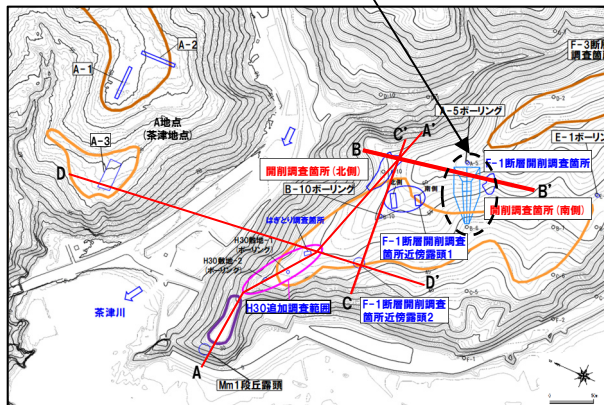 A-2
A-1
A地点
(茶津地点)
A-3
D
F-3断層
調査箇所
A-5ボーリング
E-1ボーリ
C'
A'
B
B'
F-1断層開削調査箇所
開削調査箇所(北側)
北側
南側
B-10ボーリング
開削調査箇所(南側)
はぎとり調査箇所
H30敷地-1
(ボーリング)
H30敷地-2
(ボーリング)
F-1断層開削調査
箇所近傍露頭1
D'
C
F-1断層開削調査
箇所近傍露頭2
H30追加調査範囲
茶津川
A
Mm1段丘露頭